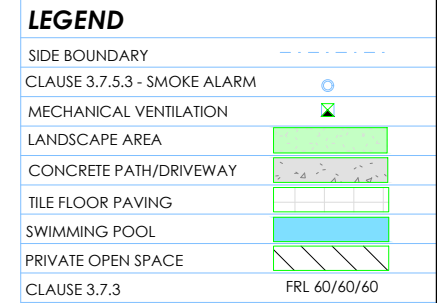 LEGEND
SIDE BOUNDARY
CLAUSE 3.7.5.3 - SMOKE ALARM
MECHANICAL VENTILATION
LANDSCAPE AREA
CONCRETE PATH/DRIVEWAY
TILE FLOOR PAVING
SWIMMING POOL
PRIVATE OPEN SPACE
CLAUSE 3.7.3 FRL 60/60/60